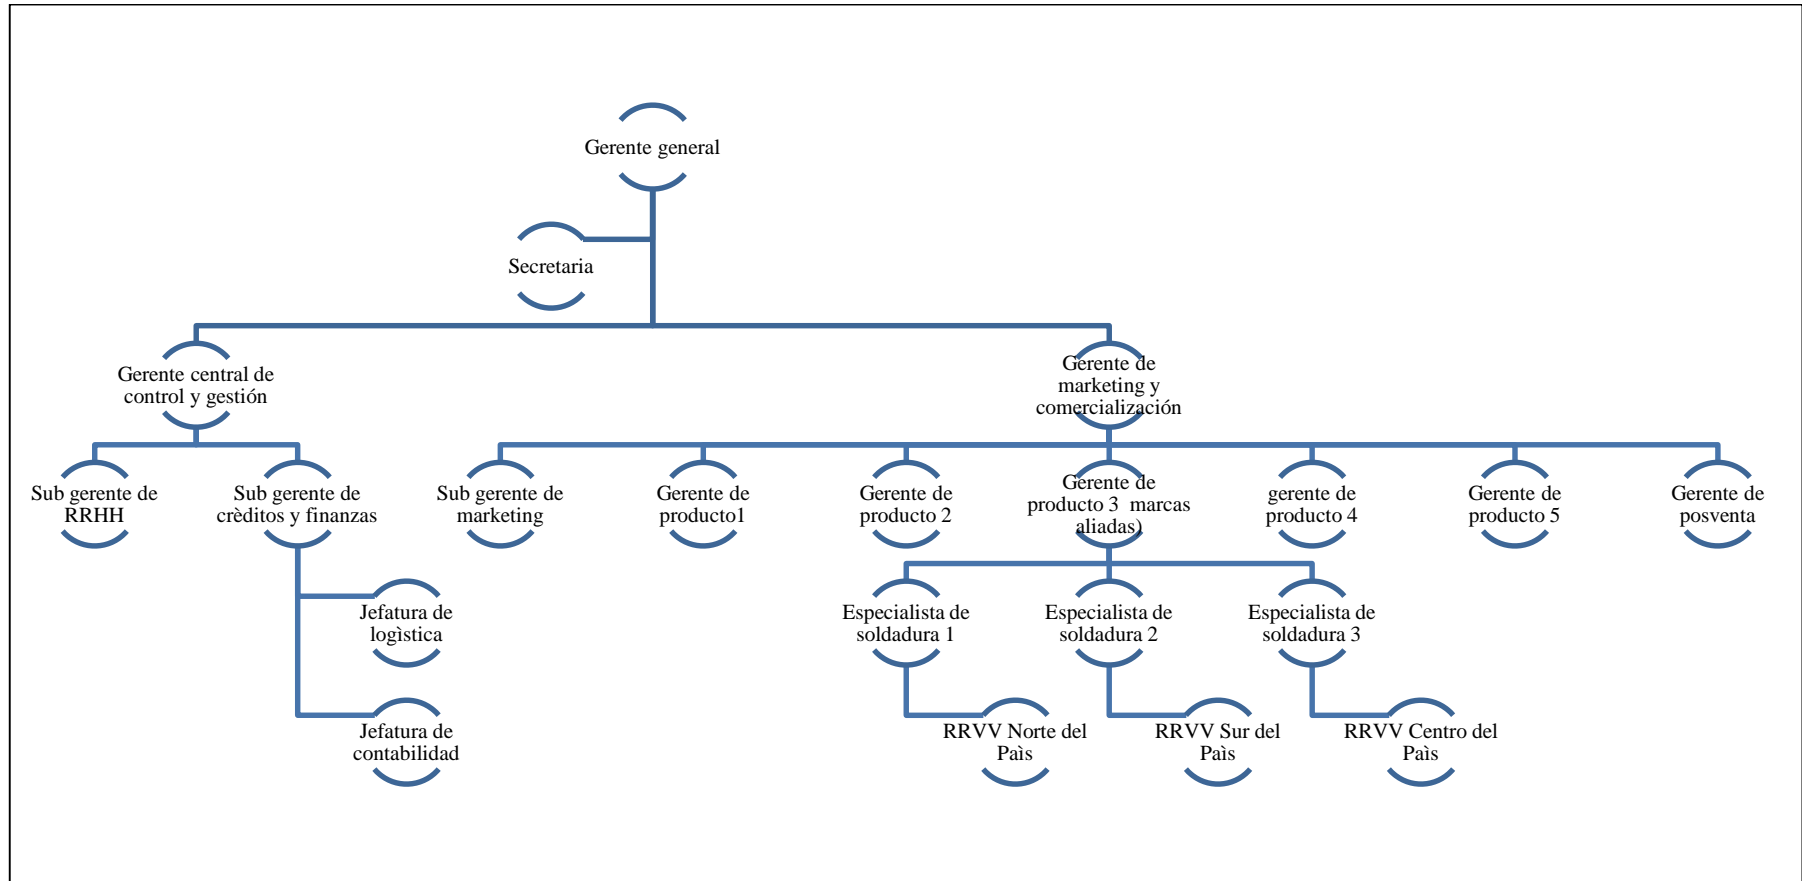 Gerente general
Secretaria
Gerente central de
control y gestión
Gerente de
marketing y
comercialización
Sub gerente de
RRHH
Sub gerente de
crèditos y finanzas
Sub gerente de
marketing
Gerente de
producto1
Gerente de
producto 2
Gerente de
producto 3  marcas
aliadas)
gerente de
producto 4
Gerente de
producto 5
Gerente de
posventa
Jefatura de
logìstica
Especialista de
soldadura 1
Especialista de
soldadura 2
Especialista de
soldadura 3
Jefatura de
contabilidad
RRVV Norte del
Paìs
RRVV Sur del
Paìs
RRVV Centro del
Paìs